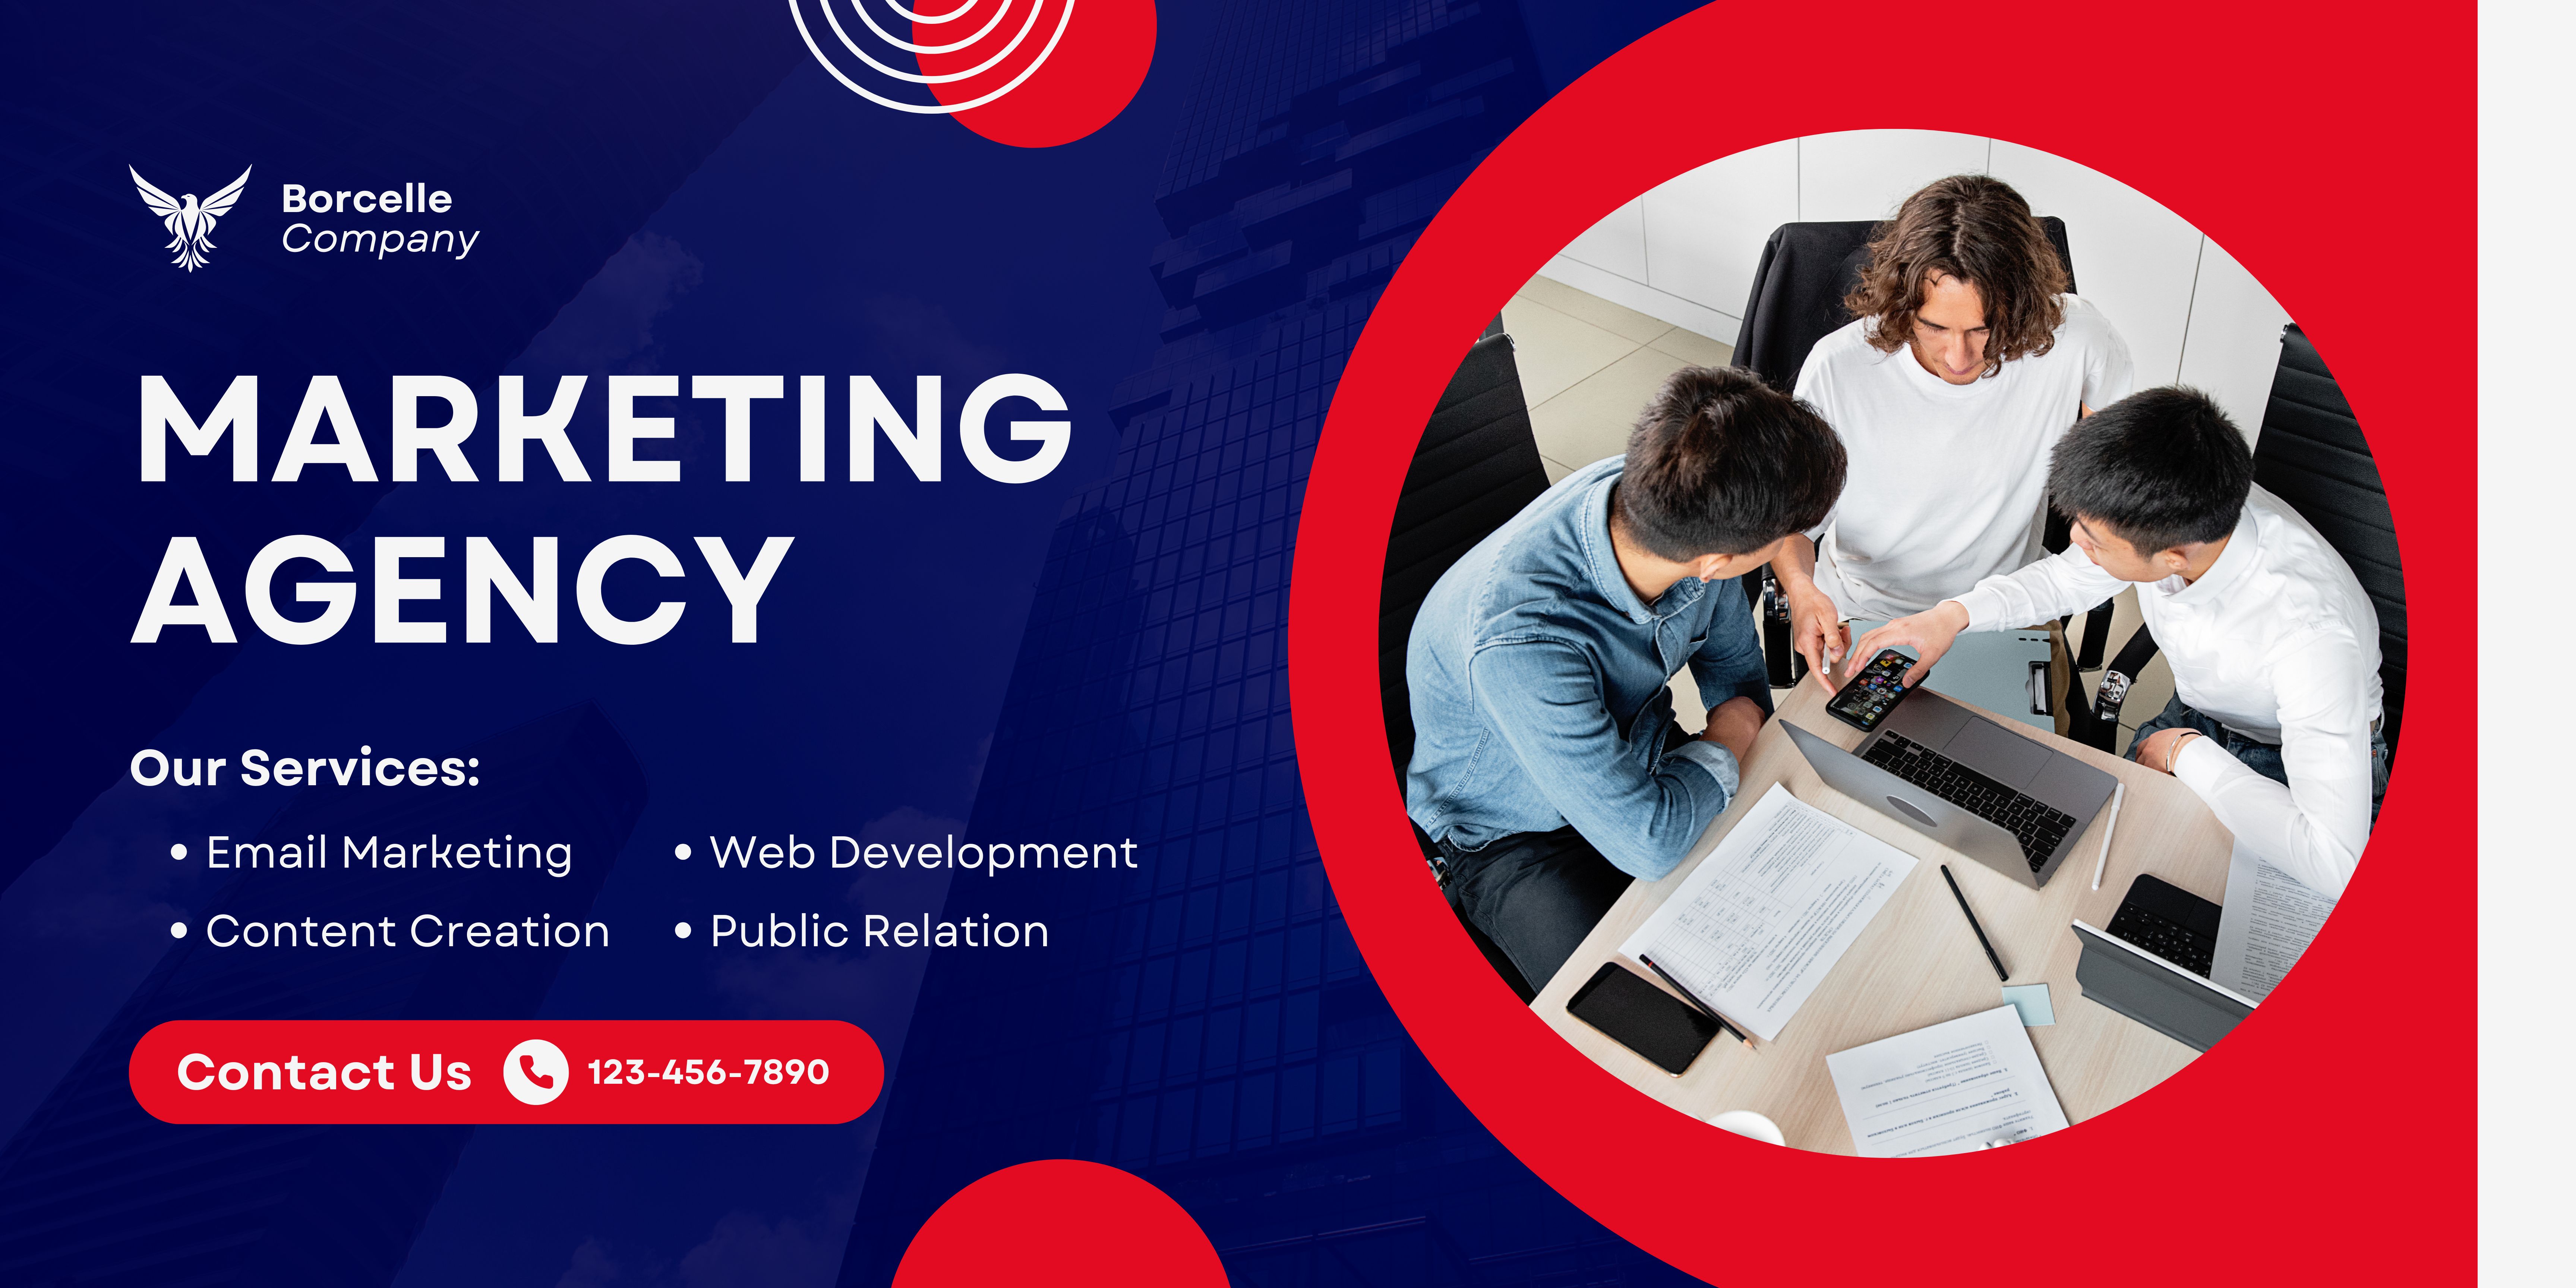 Borcelle
Company
MARKETING
AGENCY
Our Services:
• Email Marketing
• Content Creation
• Web Development
• Public Relation
Contact Us 123-456-7890